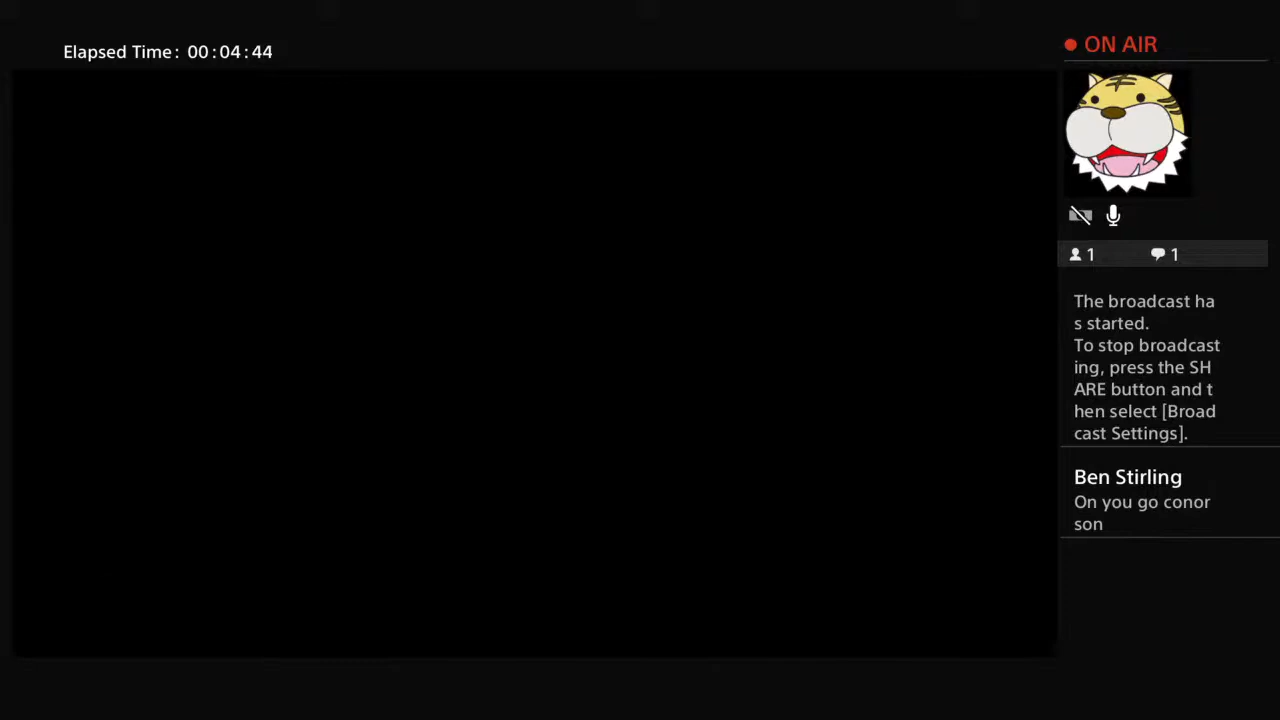 Elapsed Time: 00:04:44
ON AIR
1 1
The broadcast ha
s started.
To stop broadcast
ing, press the SH
ARE button and t
hen select [Broad
cast Settings].
Ben Stirling
On you go conor
son